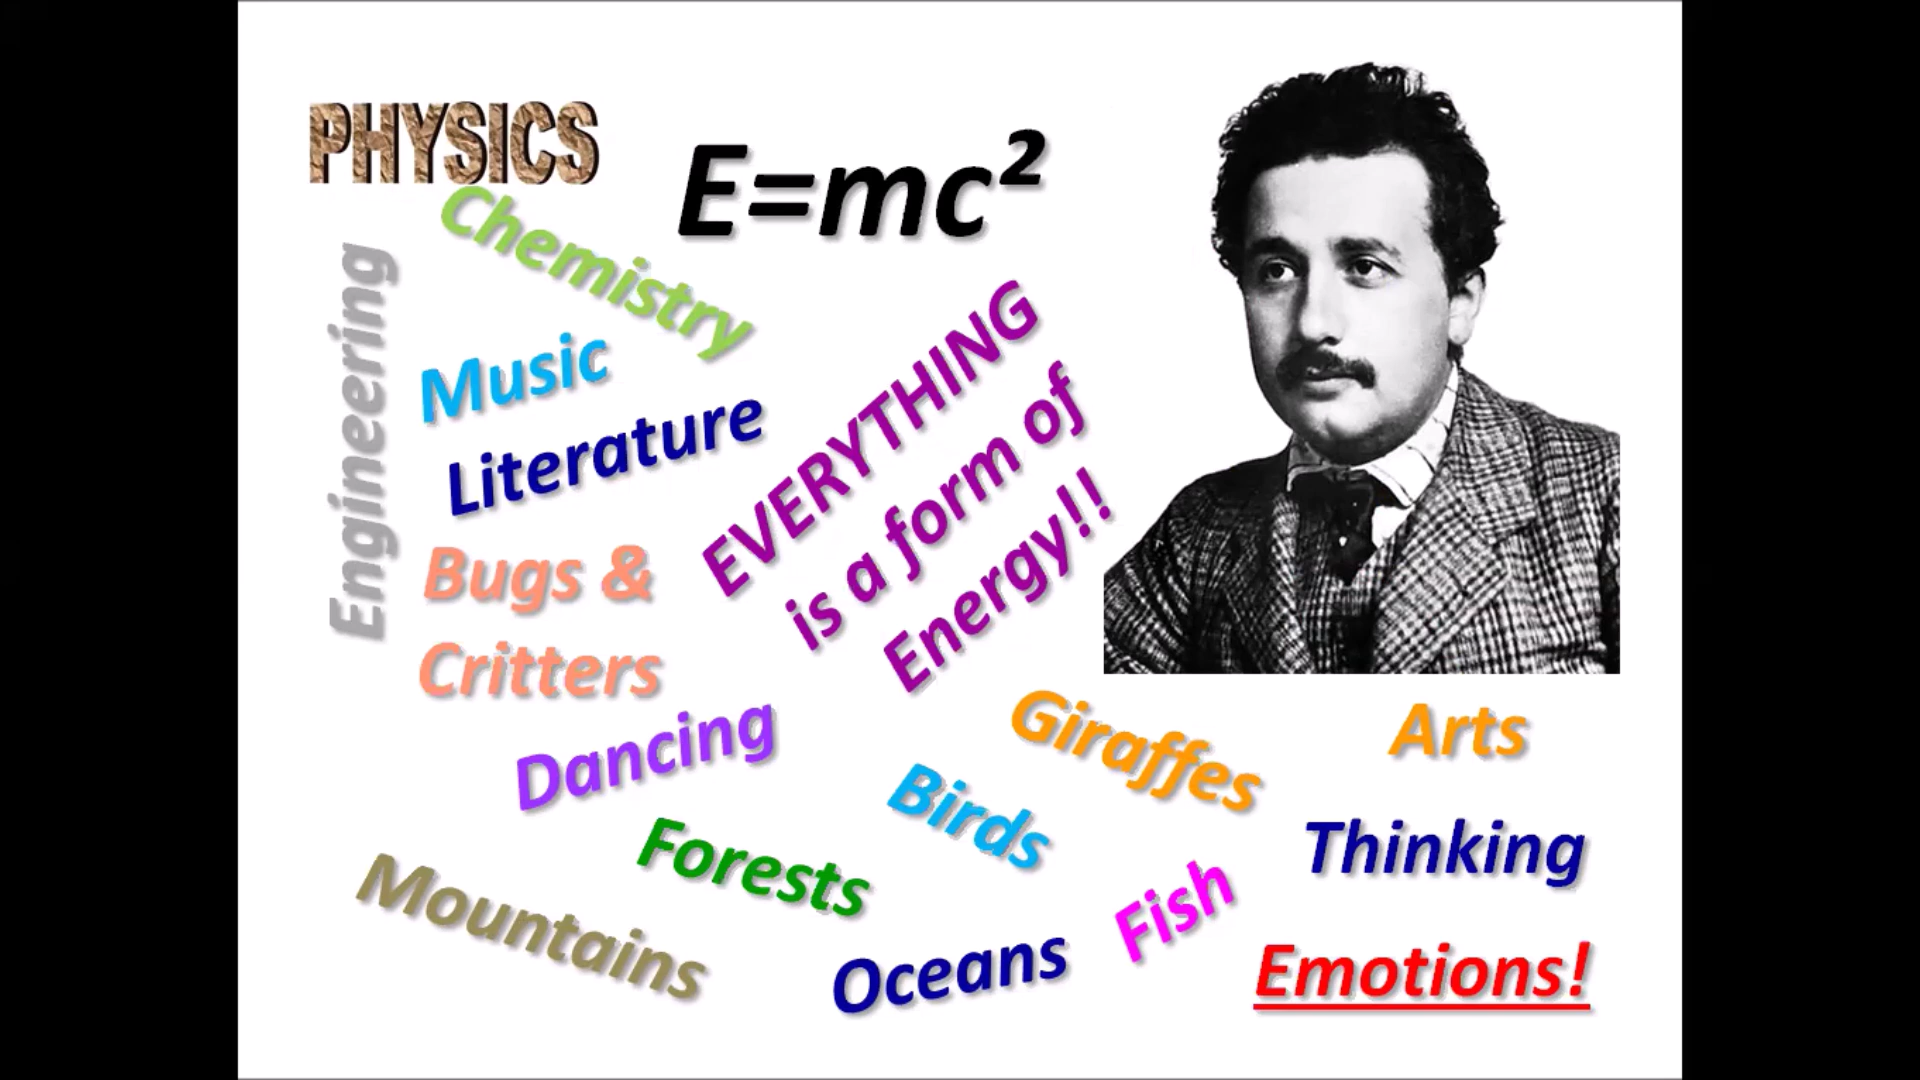 PHYSICS
E=mc²
Chemistry
Engineering
Music
Literature
EVERYTHING
is a form of
Energy!!
Bugs &
Critters
Dancing
Giraffes
Arts
Birds
Forests
Thinking
Mountains
Fish
Oceans
Emotions!